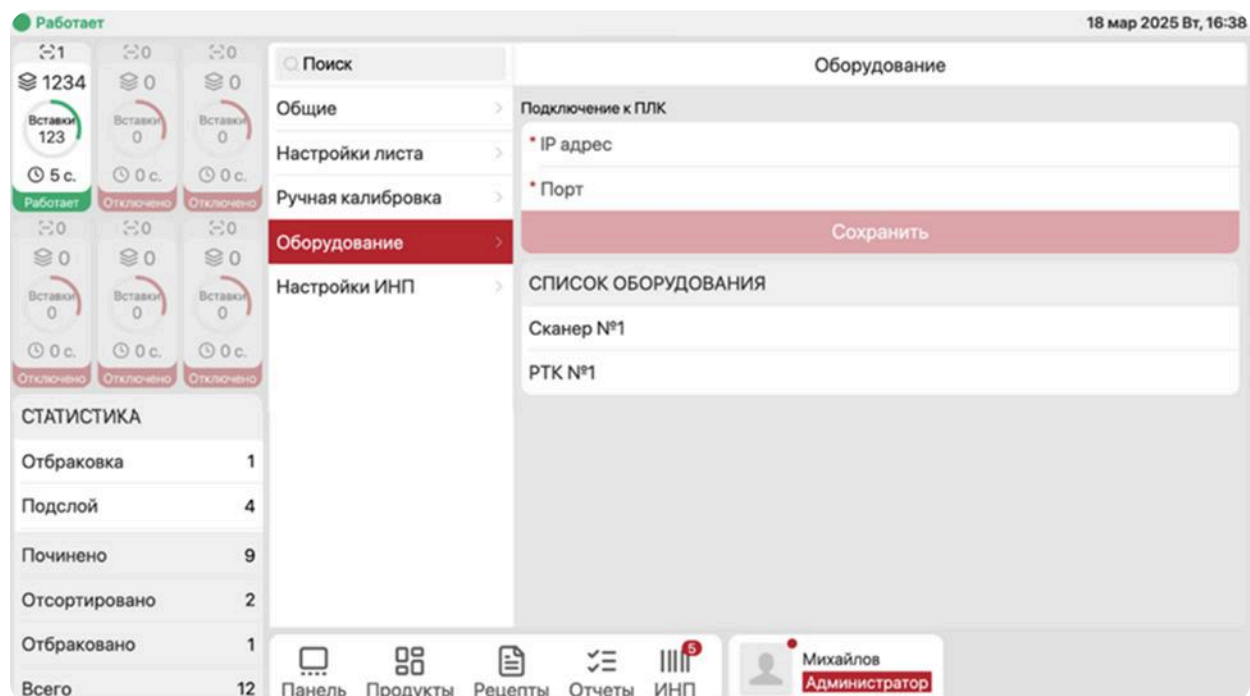 Работает
18 мар 2025 Вт, 16:38
1
0
0
1234
0
0
Вставки
123
Вставки
0
Вставки
0
5 с.
0 с.
0 с.
Работает
Отключено
Отключено
0
0
0
0
0
0
Вставки
0
Вставки
0
Вставки
0
0 с.
0 с.
0 с.
Отключено
Отключено
Отключено
СТАТИСТИКА
Отбраковка 1
Подслой 4
Починено 9
Отсортировано 2
Отбраковано 1
Всего 12
Поиск
Общие
Настройки листа
Ручная калибровка
Оборудование
Настройки ИНП
Оборудование
Подключение к ПЛК
* IP адрес
* Порт
Сохранить
СПИСОК ОБОРУДОВАНИЯ
Сканер №1
РТК №1
Панель
Продукты
Рецепты
Отчеты
5
ИНП
Михайлов
Администратор